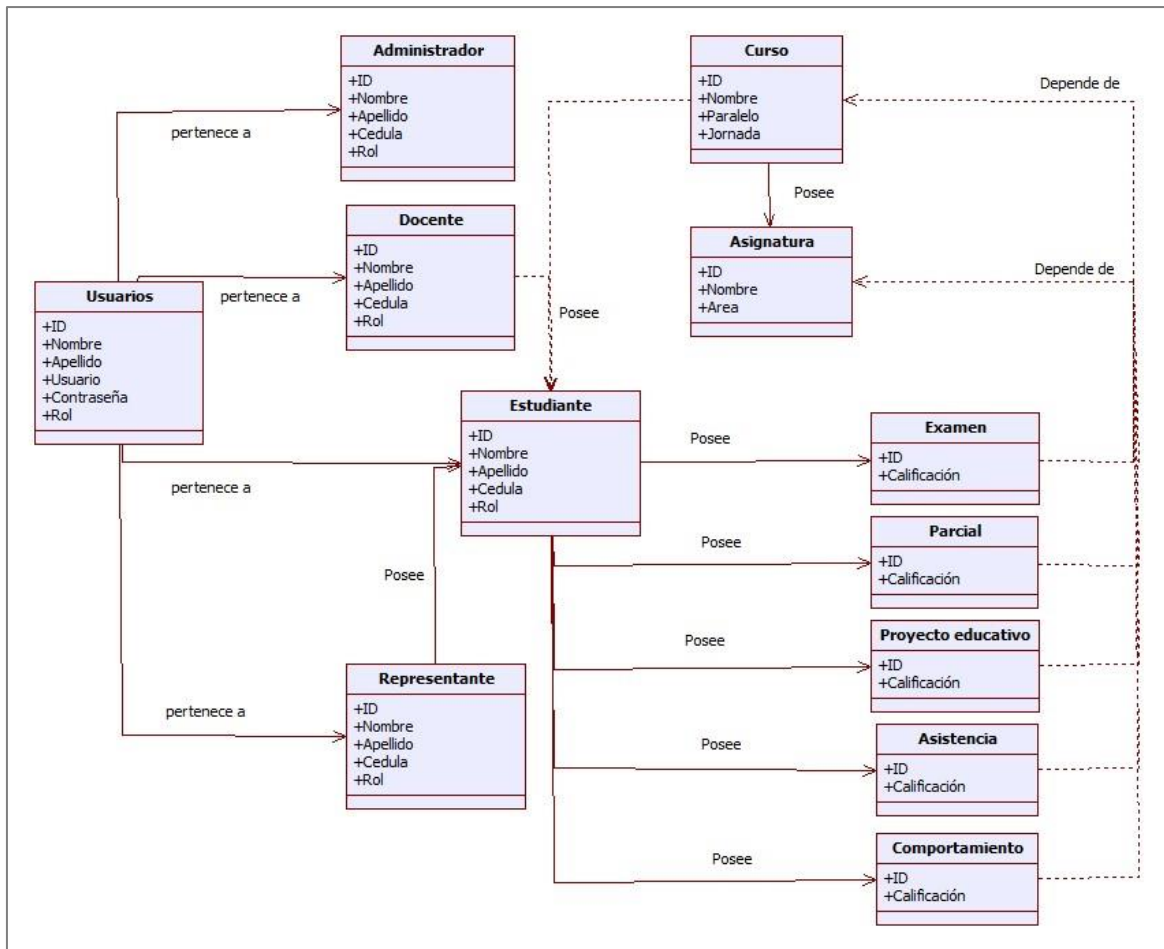 Administrador
+ID
+Nombre
+Apellido
+Cedula
+Rol
pertenece a
Curso
+ID
+Nombre
+Paralelo
+Jornada
Depende de
Posee
Docente
+ID
+Nombre
+Apellido
+Cedula
+Rol
pertenece a
Posee
Asignatura
+ID
+Nombre
+Area
Depende de
Usuarios
+ID
+Nombre
+Apellido
+Usuario
+Contraseña
+Rol
pertenece a
Estudiante
+ID
+Nombre
+Apellido
+Cedula
+Rol
Posee
Examen
+ID
+Calificación
Posee
Parcial
+ID
+Calificación
Posee
Posee
Proyecto educativo
+ID
+Calificación
pertenece a
Representante
+ID
+Nombre
+Apellido
+Cedula
+Rol
Posee
Asistencia
+ID
+Calificación
Posee
Comportamiento
+ID
+Calificación